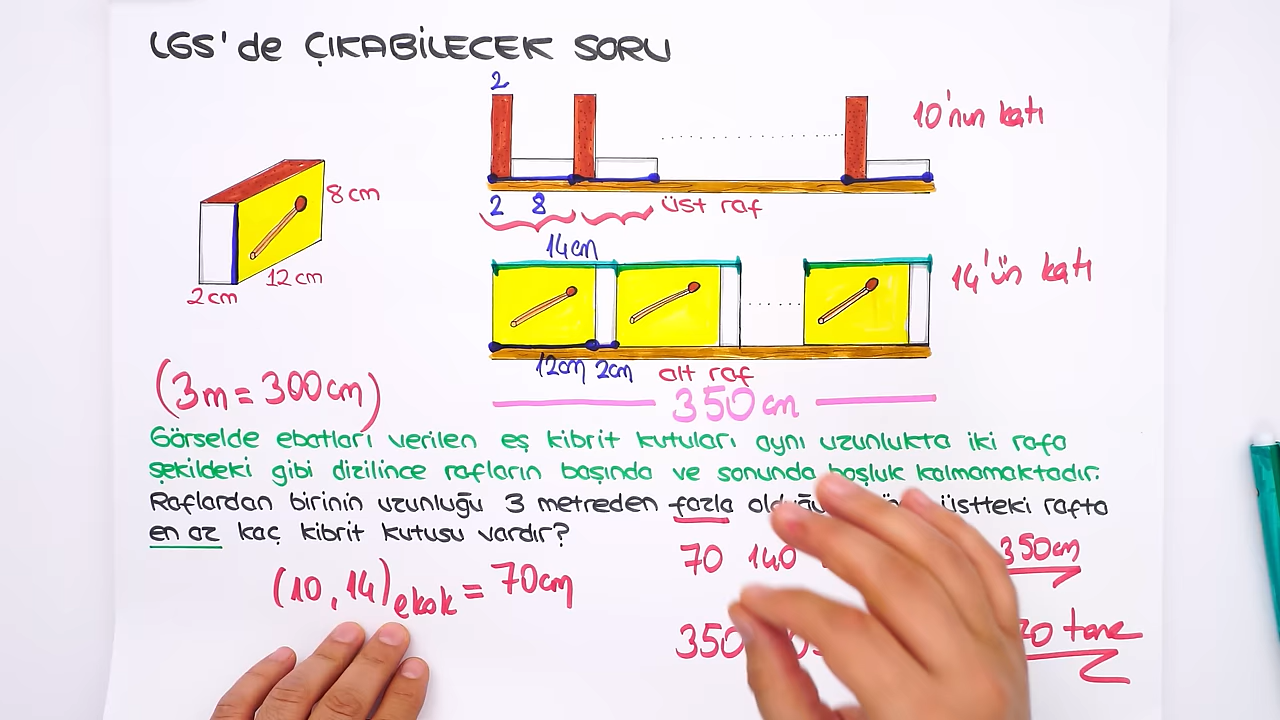 LGS'de ÇIKABİLECEK SORU
2
10'nun katı
8 cm
12 cm
2 cm
2 8
üst raf
14cm
14'ün katı
12cm 2cm
alt raf
350cm
(3m = 300cm)
Görselde ebatları verilen eş kibrit kutuları aynı uzunlukta iki rafa
şekildeki gibi dizilince rafların başında ve sonunda boşluk kalmamaktadır.
Raflardan birinin uzunluğu 3 metreden fazla üstteki rafta
en az kaç kibrit kutusu vardır?
70 140 350cm
(10,14)ekok = 70cm
350 70 tane